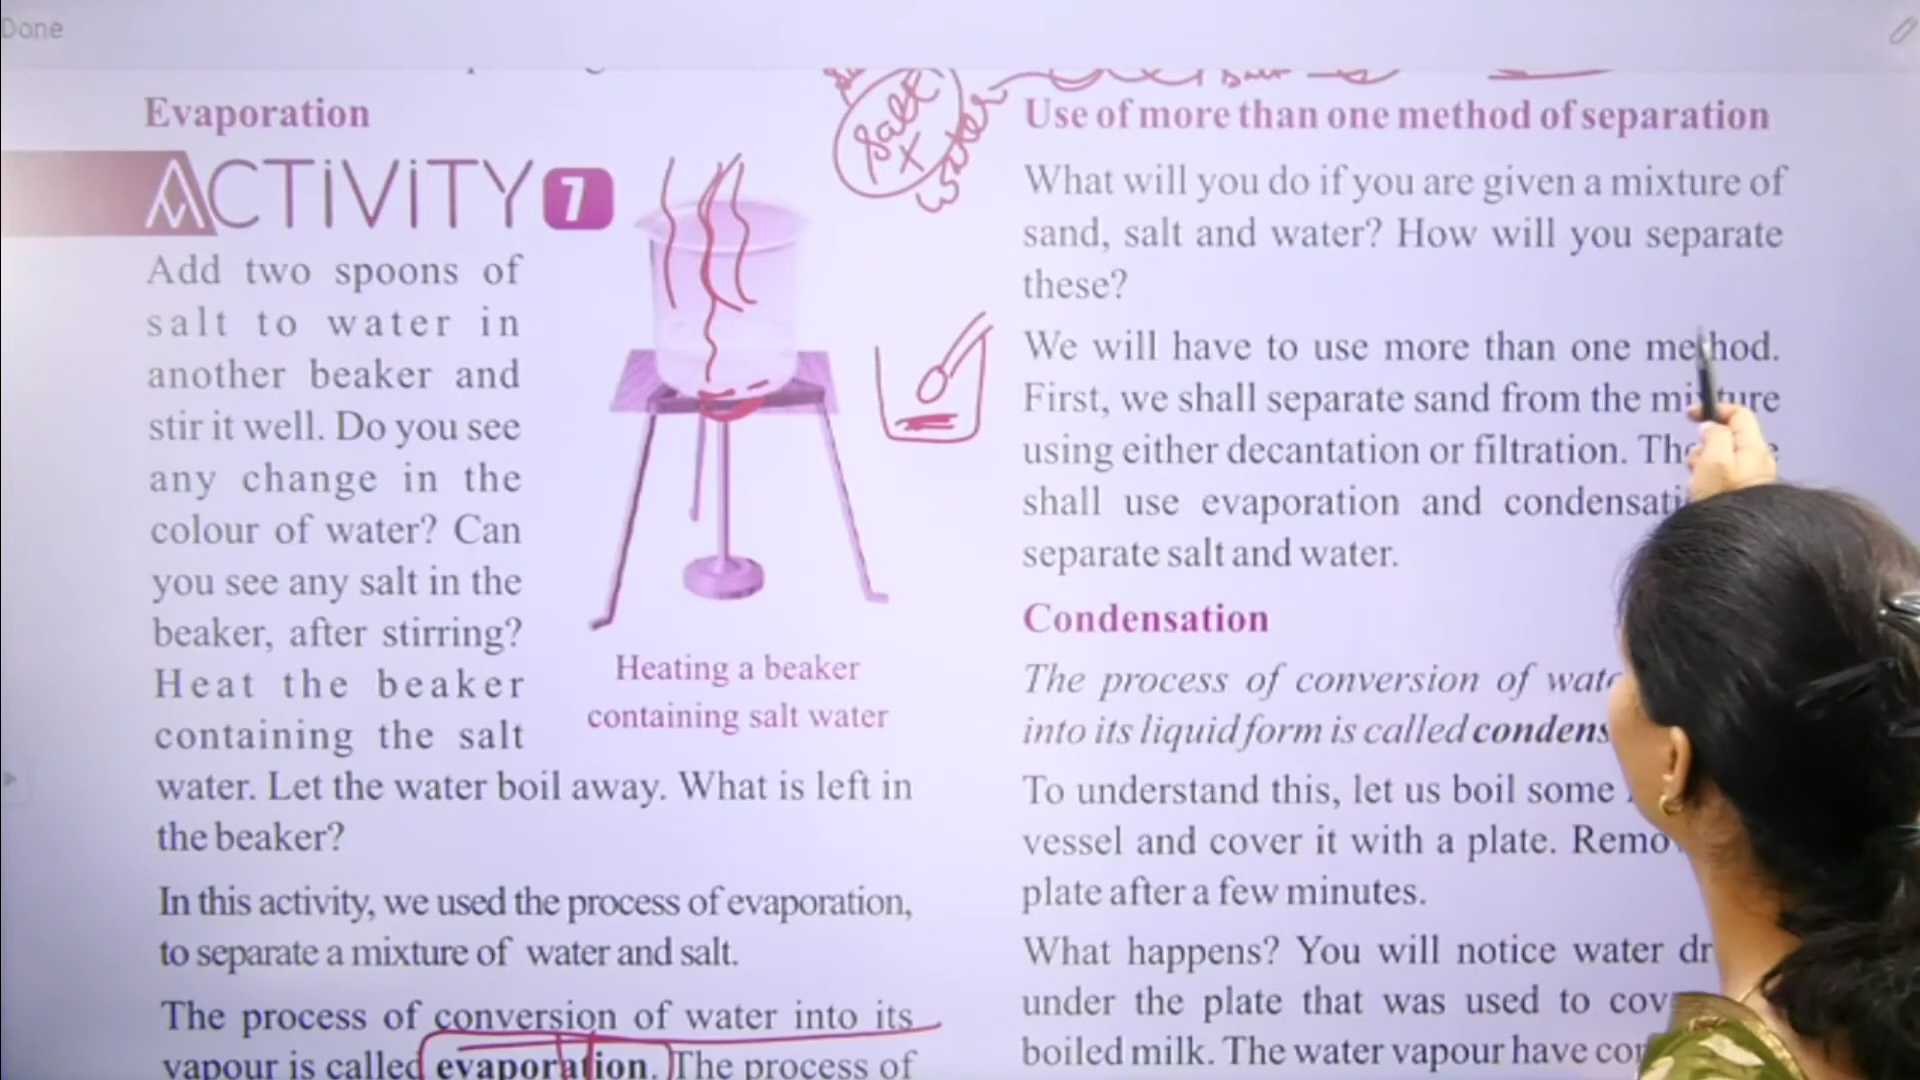 Done
Evaporation
ACTiViTY 7
Add two spoons of
salt to water in
another beaker and
stir it well. Do you see
any change in the
colour of water? Can
you see any salt in the
beaker, after stirring?
Heat the beaker
containing the salt
water. Let the water boil away. What is left in
the beaker?
Heating a beaker
containing salt water
In this activity, we used the process of evaporation,
to separate a mixture of water and salt.
The process of conversion of water into its
vapour is called evaporation. The process of
Salt
+
water
Use of more than one method of separation
What will you do if you are given a mixture of
sand, salt and water? How will you separate
these?
We will have to use more than one method.
First, we shall separate sand from the mixture
using either decantation or filtration.
shall use evaporation and
separate salt and water.
Condensation
The process of conversion of
into its liquid form is called
To understand this, let us boil some
vessel and cover it with a plate.
plate after a few minutes.
What happens? You will notice water
under the plate that was used to
boiled milk. The water vapour have